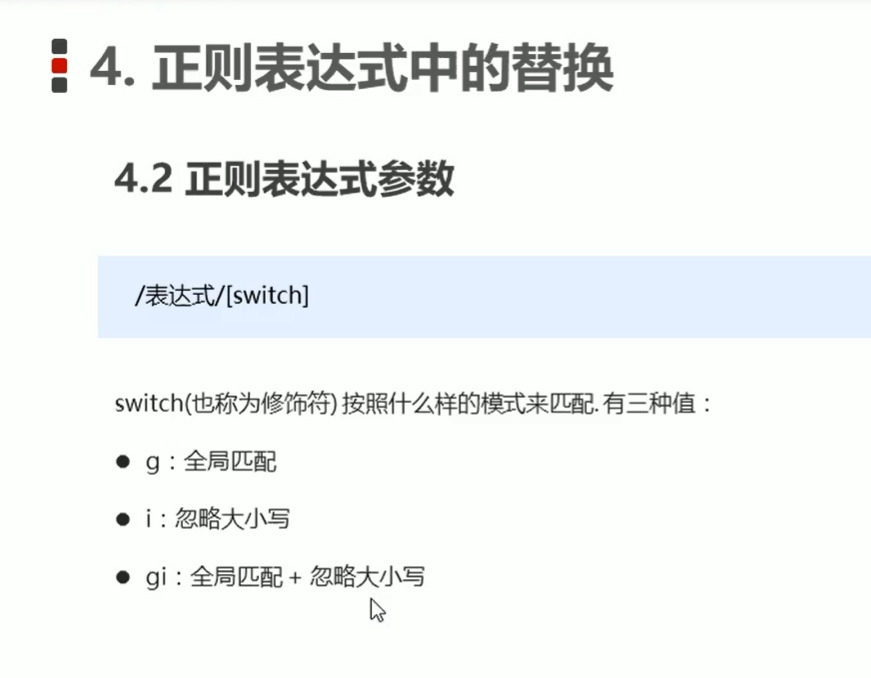 4. 正则表达式中的替换
4.2 正则表达式参数
/表达式/[switch]
switch(也称为修饰符) 按照什么样的模式来匹配. 有三种值：
● g：全局匹配
● i：忽略大小写
● gi：全局匹配 + 忽略大小写